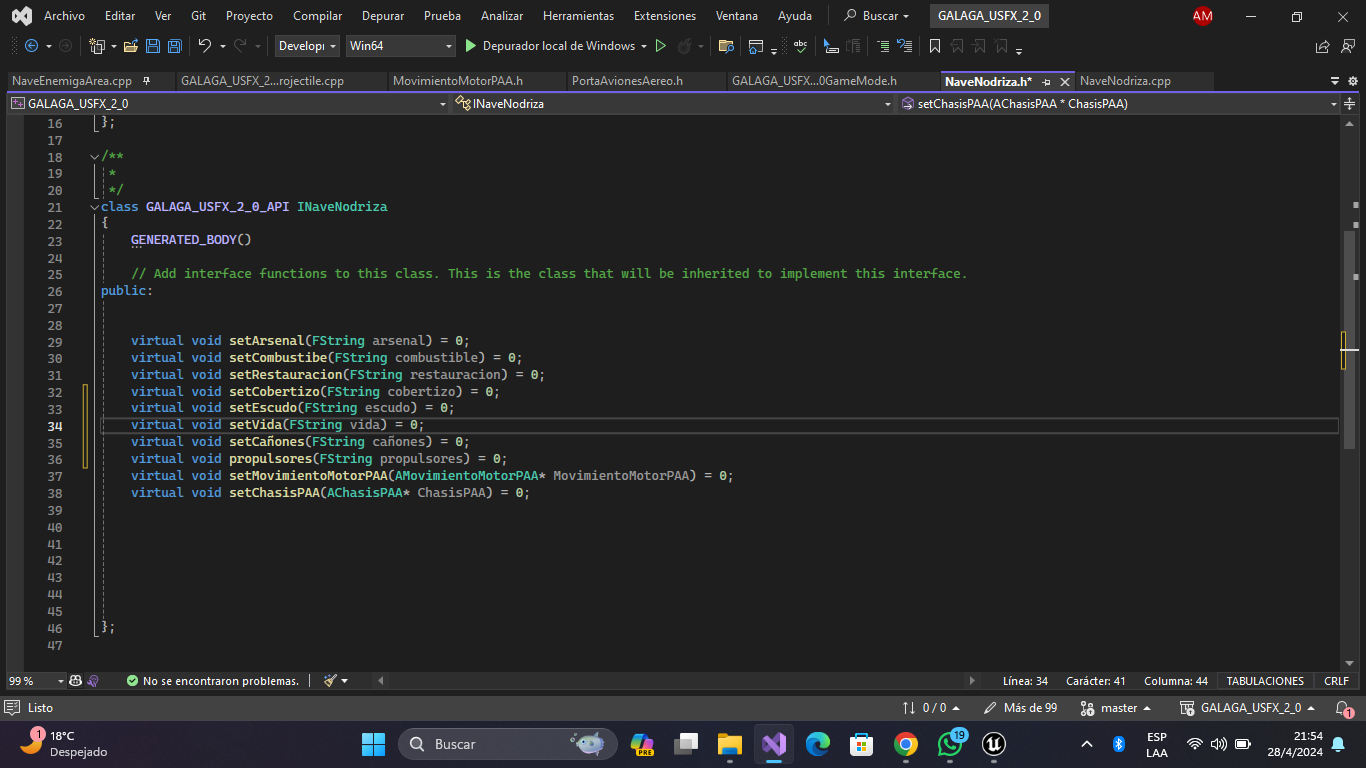 Archivo Editar Ver Git Proyecto Compilar Depurar Prueba Analizar Herramientas Extensiones Ventana Ayuda Buscar GALAGA_USFX_2_0 AM
Developr Win64 Depurador local de Windows
NaveEnemigaArea.cpp GALAGA_USFX_2...rojectile.cpp MovimientoMotorPAA.h PortaAvionesAereo.h GALAGA_USFX...0GameMode.h NaveNodriza.h* NaveNodriza.cpp
GALAGA_USFX_2_0 INaveNodriza setChasisPAA(AChasisPAA * ChasisPAA)
16 };
17
18 /**
19 *
20 */
21 class GALAGA_USFX_2_0_API INaveNodriza
22 {
23 GENERATED_BODY()
24
25 // Add interface functions to this class. This is the class that will be inherited to implement this interface.
26 public:
27
28
29 virtual void setArsenal(FString arsenal) = 0;
30 virtual void setCombustibe(FString combustible) = 0;
31 virtual void setRestauracion(FString restauracion) = 0;
32 virtual void setCobertizo(FString cobertizo) = 0;
33 virtual void setEscudo(FString escudo) = 0;
34 virtual void setVida(FString vida) = 0;
35 virtual void setCañones(FString cañones) = 0;
36 virtual void propulsores(FString propulsores) = 0;
37 virtual void setMovimientoMotorPAA(AMovimientoMotorPAA* MovimientoMotorPAA) = 0;
38 virtual void setChasisPAA(AChasisPAA* ChasisPAA) = 0;
39
40
41
42
43
44
45
46 };
47
99 % No se encontraron problemas. Línea: 34 Carácter: 41 Columna: 44 TABULACIONES CRLF
Listo 0 / 0 Más de 99 master GALAGA_USFX_2_0 1
1 18°C
Despejado
Buscar PRE 19
ESP
LAA
21:54
28/4/2024